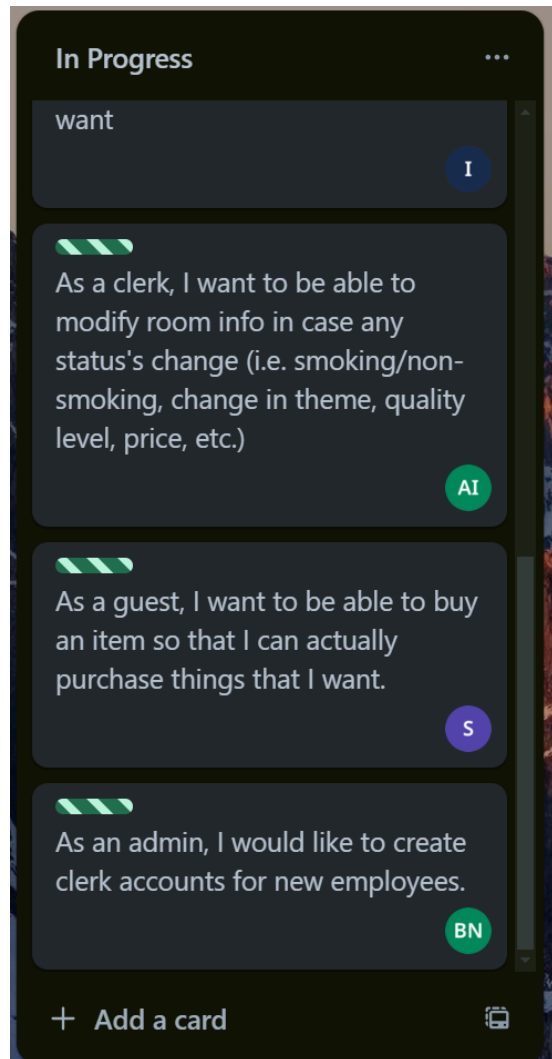 In Progress
want
I
As a clerk, I want to be able to
modify room info in case any
status's change (i.e. smoking/non-
smoking, change in theme, quality
level, price, etc.)
AI
As a guest, I want to be able to buy
an item so that I can actually
purchase things that I want.
S
As an admin, I would like to create
clerk accounts for new employees.
BN
+ Add a card